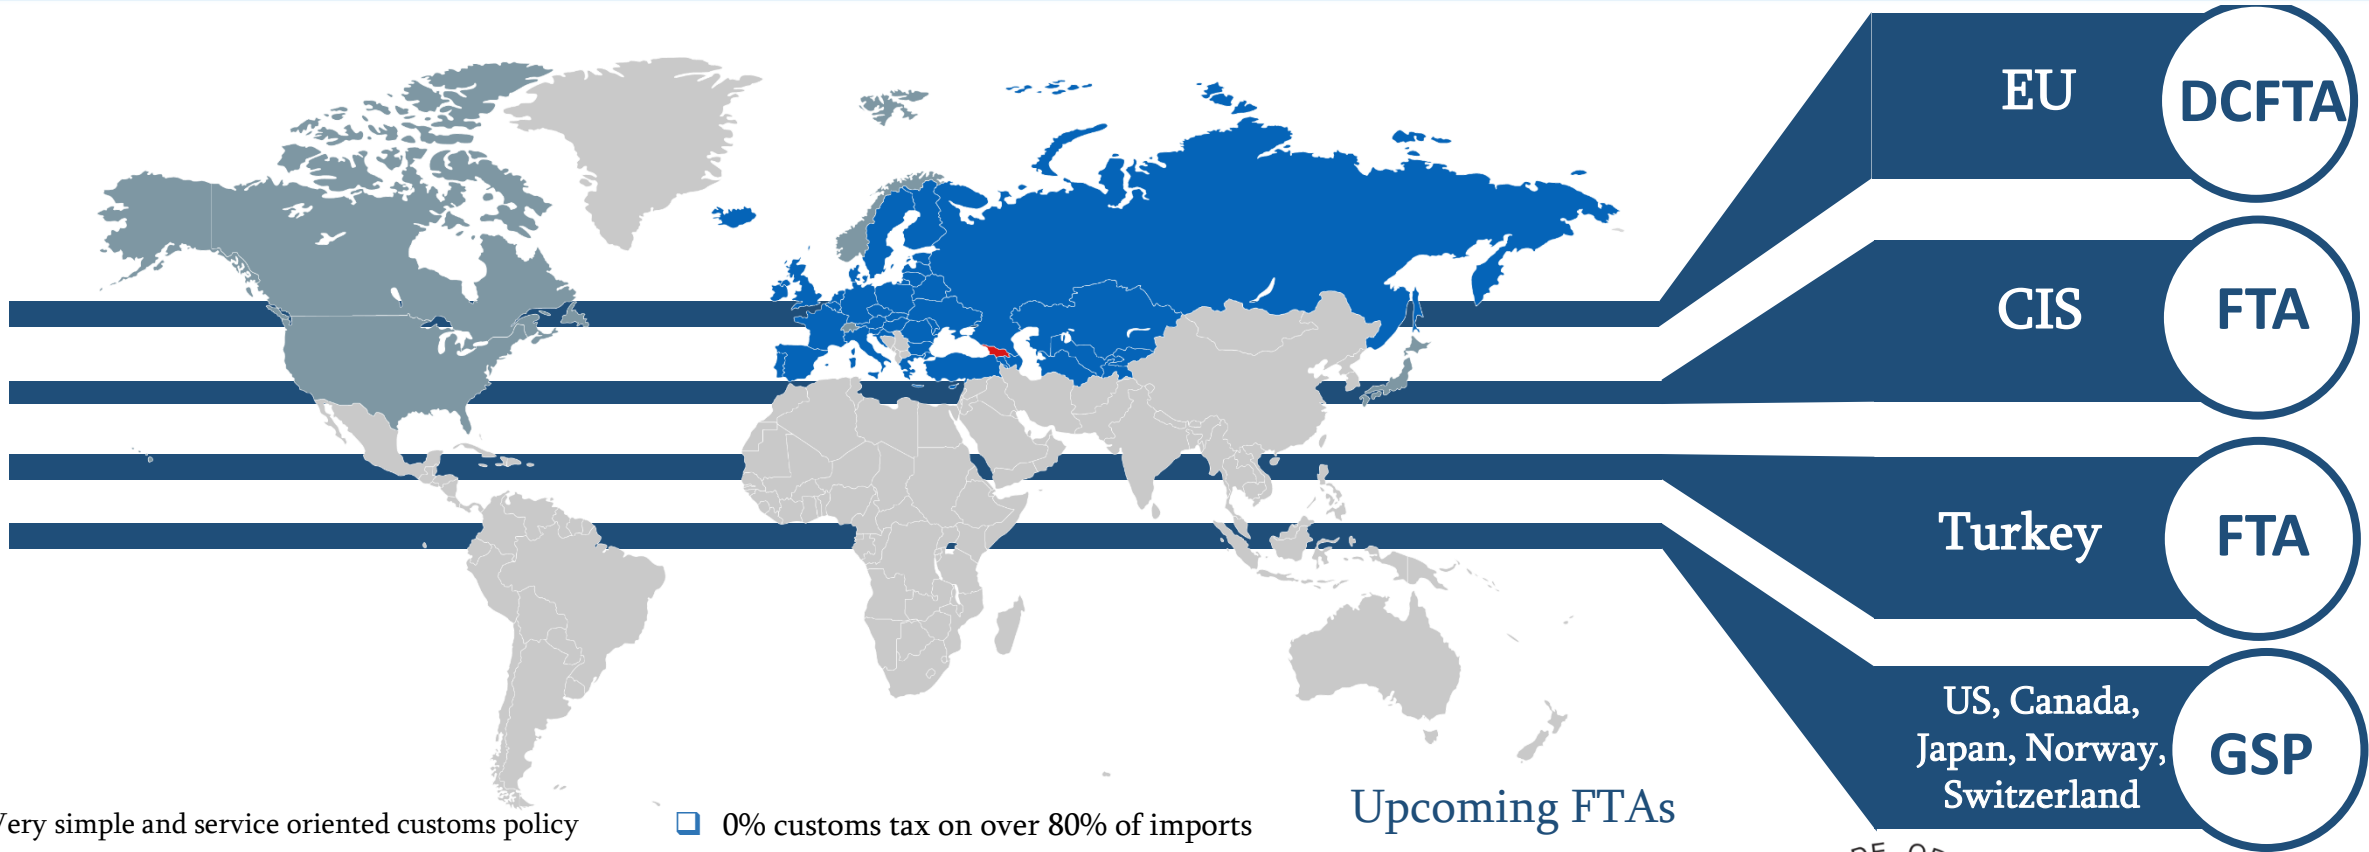 EU
DCFTA
CIS
FTA
Turkey
FTA
US, Canada,
Japan, Norway,
Switzerland
GSP
Very simple and service oriented customs policy
0% customs tax on over 80% of imports
Upcoming FTAs